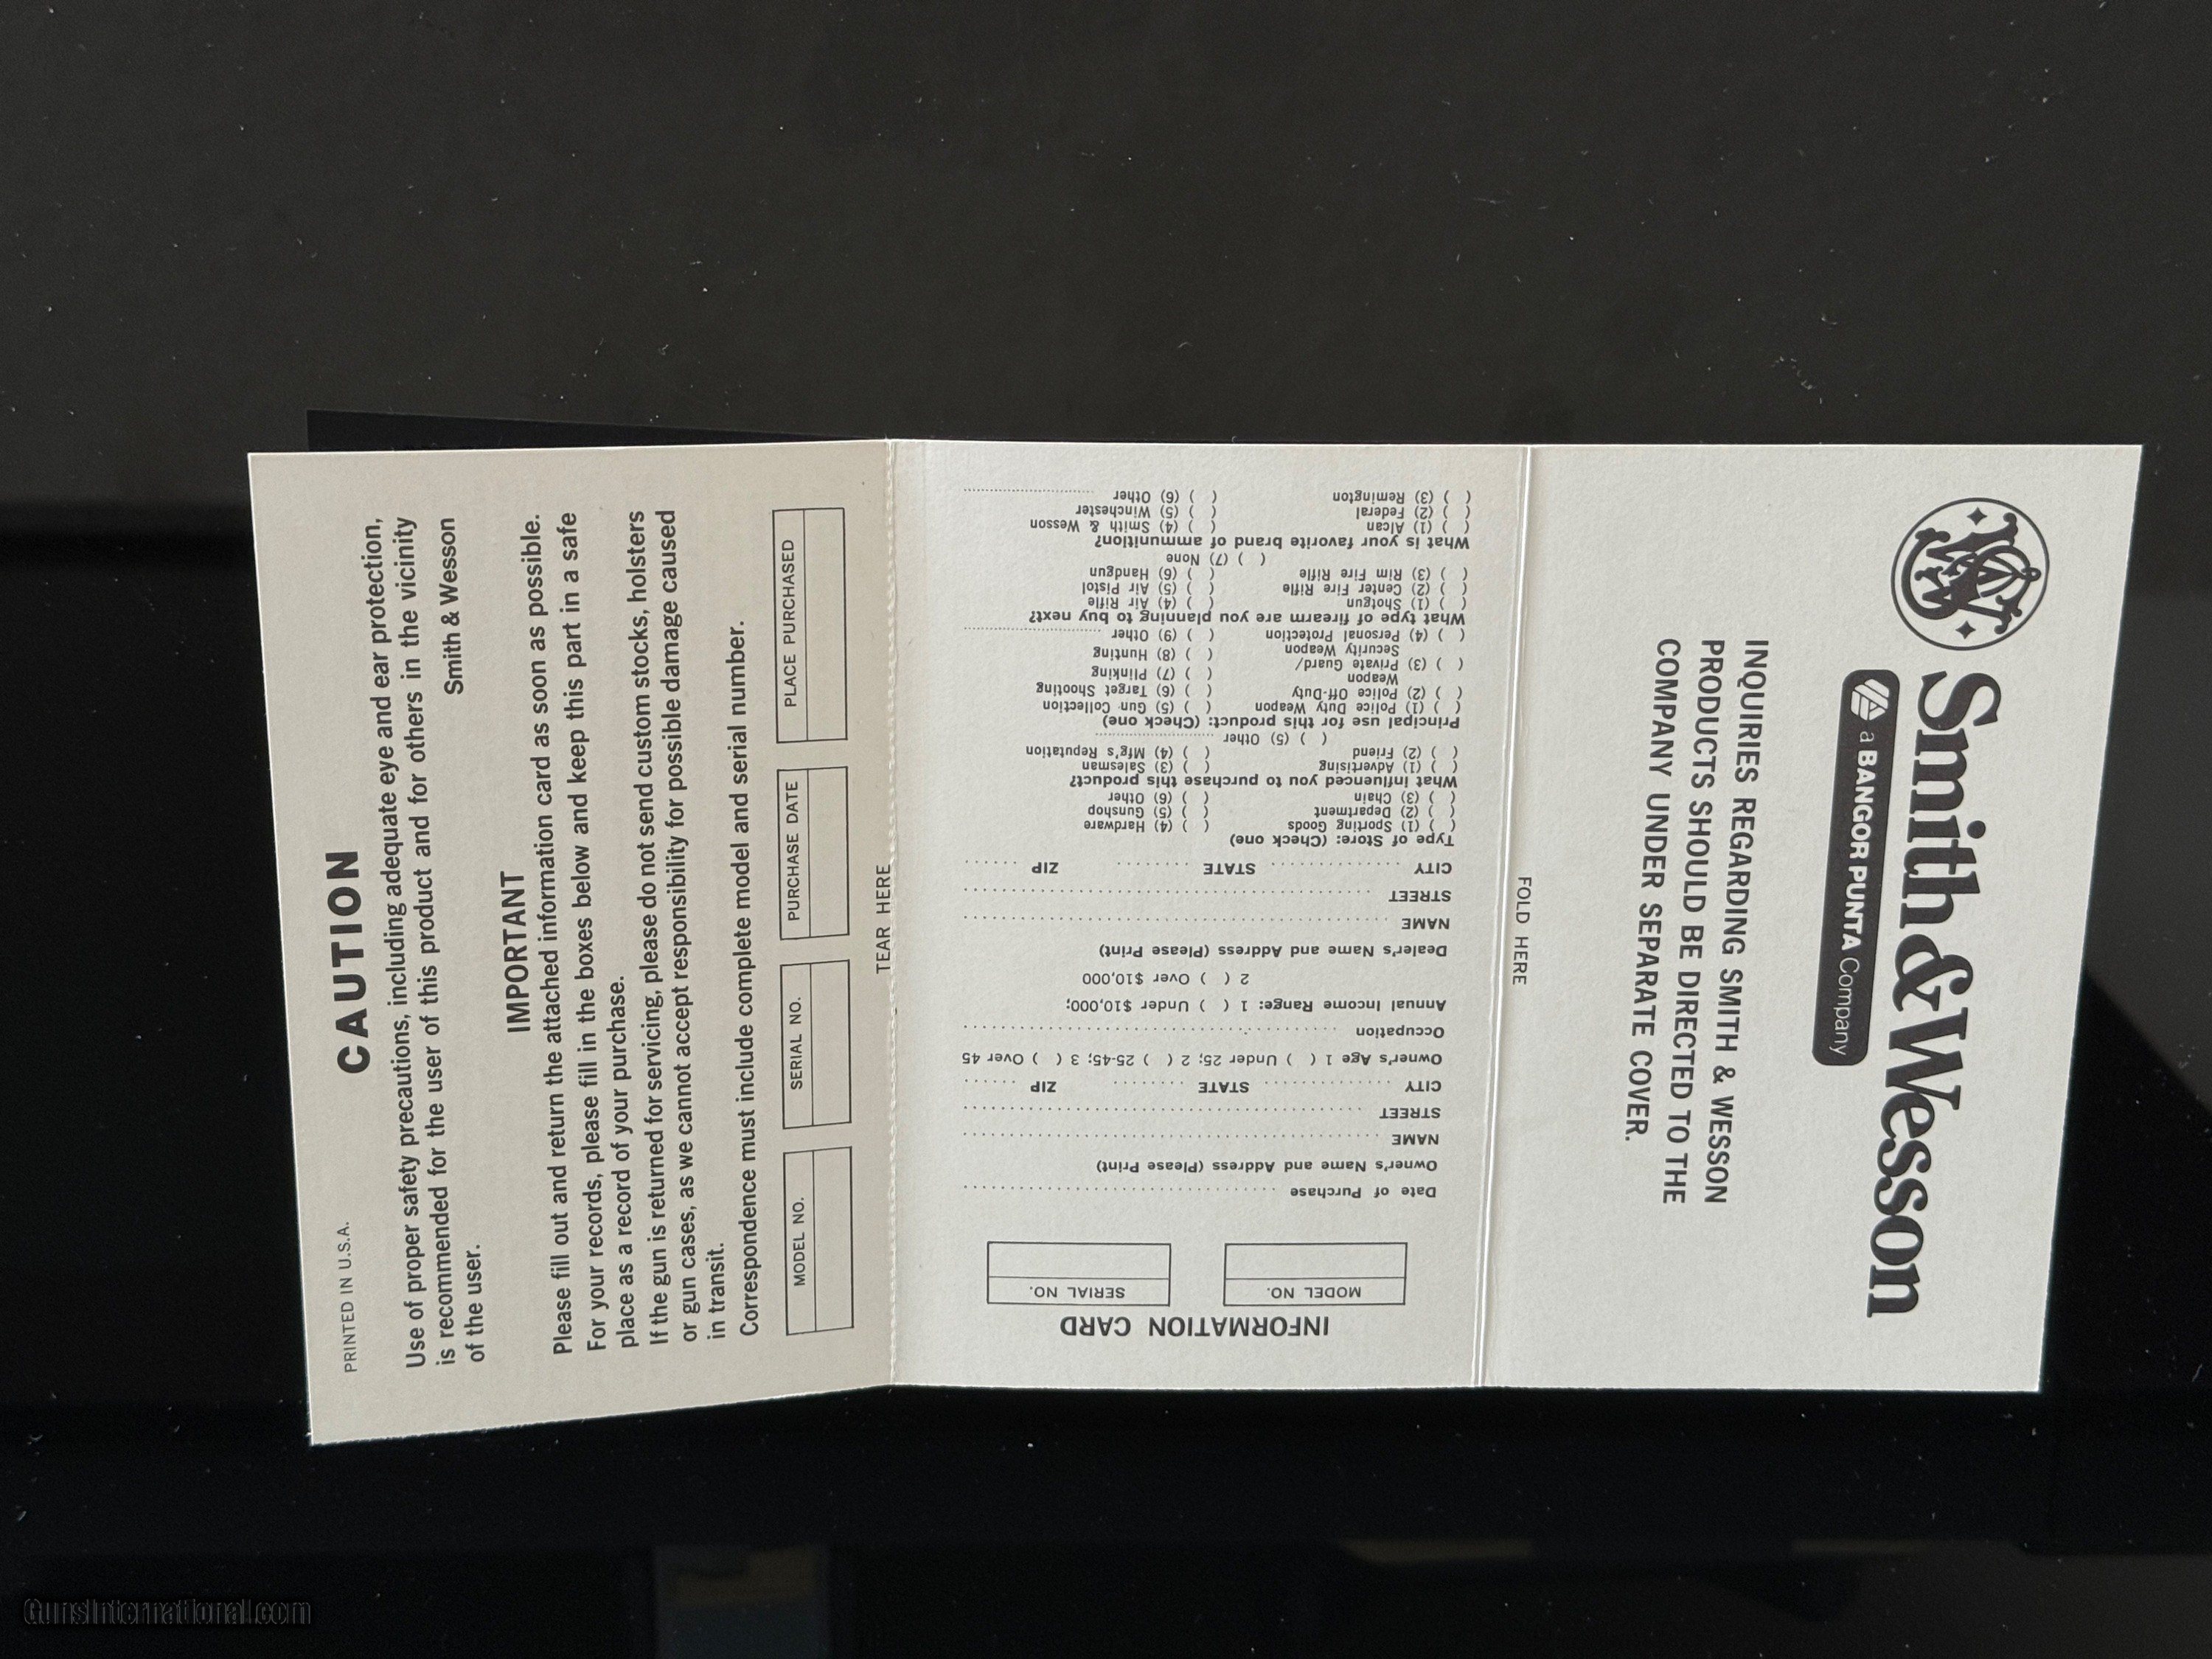 PRINTED IN U.S.A.
CAUTION
Use of proper safety precautions, including adequate eye and ear protection,
is recommended for the user of this product and for others in the vicinity
of the user.
Smith & Wesson
IMPORTANT
Please fill out and return the attached information card as soon as possible.
For your records, please fill in the boxes below and keep this part in a safe
place as a record of your purchase.
If the gun is returned for servicing, please do not send custom stocks, holsters
or gun cases, as we cannot accept responsibility for possible damage caused
in transit.
Correspondence must include complete model and serial number.
MODEL NO. SERIAL NO. PURCHASE DATE PLACE PURCHASED
TEAR HERE
INFORMATION CARD
MODEL NO. SERIAL NO.
Date of Purchase
Owner's Name and Address (Please Print)
NAME
STREET
CITY STATE ZIP
Owner's Age 1 ( ) Under 25; 2 ( ) 25-45; 3 ( ) Over 45
Occupation
Annual Income Range: 1 ( ) Under $10,000;
2 ( ) Over $10,000
Dealer's Name and Address (Please Print)
NAME
STREET
CITY STATE ZIP
Type of Store: (Check one)
( ) (1) Sporting Goods ( ) (4) Hardware
( ) (2) Department ( ) (5) Gunshop
( ) (3) Chain ( ) (6) Other
What influenced you to purchase this product?
( ) (1) Advertising ( ) (3) Salesman
( ) (2) Friend ( ) (4) Mfg's Reputation
( ) (5) Other
Principal use for this product: (Check one)
( ) (1) Police Duty Weapon ( ) (5) Gun Collection
( ) (2) Police Off-Duty ( ) (6) Target Shooting
Weapon ( ) (7) Plinking
( ) (3) Private Guard/
Security Weapon ( ) (8) Hunting
( ) (4) Personal Protection ( ) (9) Other
What type of firearm are you planning to buy next?
( ) (1) Shotgun ( ) (4) Air Rifle
( ) (2) Center Fire Rifle ( ) (5) Air Pistol
( ) (3) Rim Fire Rifle ( ) (6) Handgun
( ) (7) None
What is your favorite brand of ammunition?
( ) (1) Alcan ( ) (4) Smith & Wesson
( ) (2) Federal ( ) (5) Winchester
( ) (3) Remington ( ) (6) Other
FOLD HERE
Smith & Wesson
a BANGOR PUNTA Company
INQUIRIES REGARDING SMITH & WESSON
PRODUCTS SHOULD BE DIRECTED TO THE
COMPANY UNDER SEPARATE COVER.
GunsInternational.com